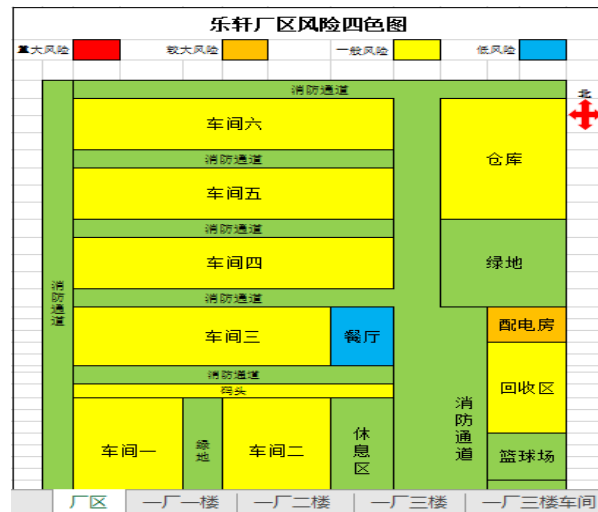 乐轩厂区风险四色图
重大风险 较大风险 一般风险 低风险
消防通道
北
车间六
仓库
消防通道
车间五
消防通道
车间四
绿地
消防通道
消防通道
车间三
餐厅
配电房
消防通道
码头
回收区
消防通道
车间一
绿地
车间二
休息区
篮球场
厂区 一厂一楼 一厂二楼 一厂三楼 一厂三楼车间